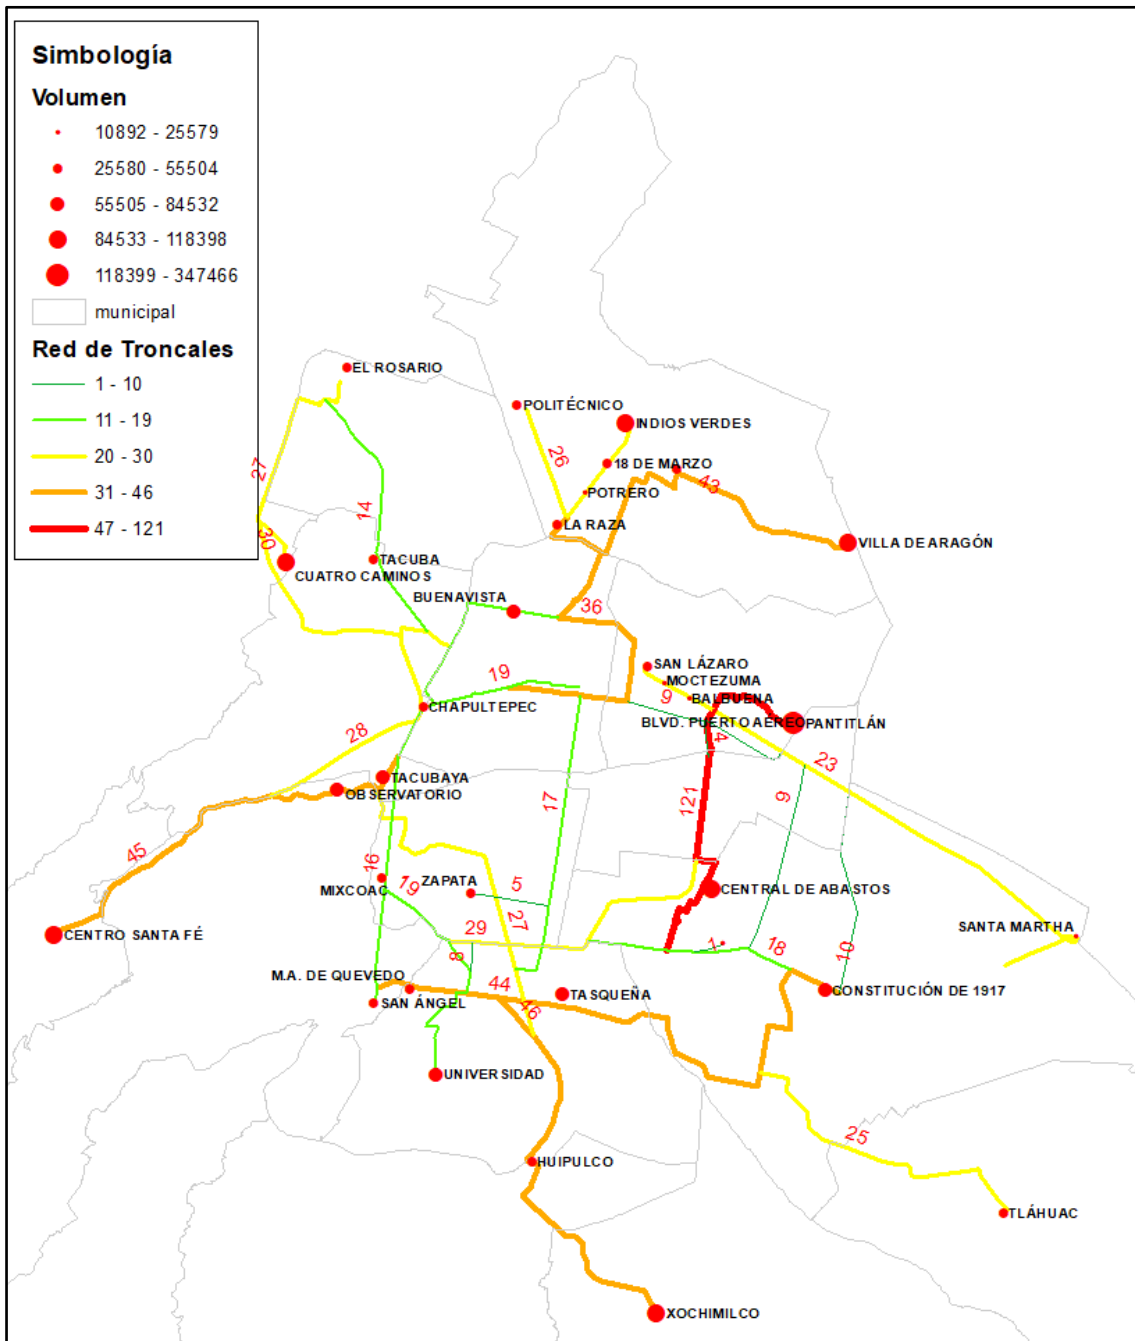 Simbología
Volumen
10892 - 25579
25580 - 55504
55505 - 84532
84533 - 118398
118399 - 347466
municipal
Red de Troncales
1 - 10
11 - 19
20 - 30
31 - 46
47 - 121
EL ROSARIO
POLITÉCNICO
INDIOS VERDES
27
26
18 DE MARZO
43
POTRERO
14
LA RAZA
30
VILLA DE ARAGÓN
TACUBA
CUATRO CAMINOS
BUENAVISTA
36
SAN LÁZARO
19
MOCTEZUMA
9
BALBUENA
CHAPULTEPEC
BLVD. PUERTO AÉREO
PANTITLÁN
28
4
23
TACUBAYA
OBSERVATORIO
17
121
9
45
16
MIXCOAC
19
ZAPATA
5
CENTRAL DE ABASTOS
27
SANTA MARTHA
CENTRO SANTA FÉ
29
8
1
18
10
M.A. DE QUEVEDO
44
TASQUEÑA
CONSTITUCIÓN DE 1917
SAN ÁNGEL
46
UNIVERSIDAD
25
HUIPULCO
TLÁHUAC
XOCHIMILCO